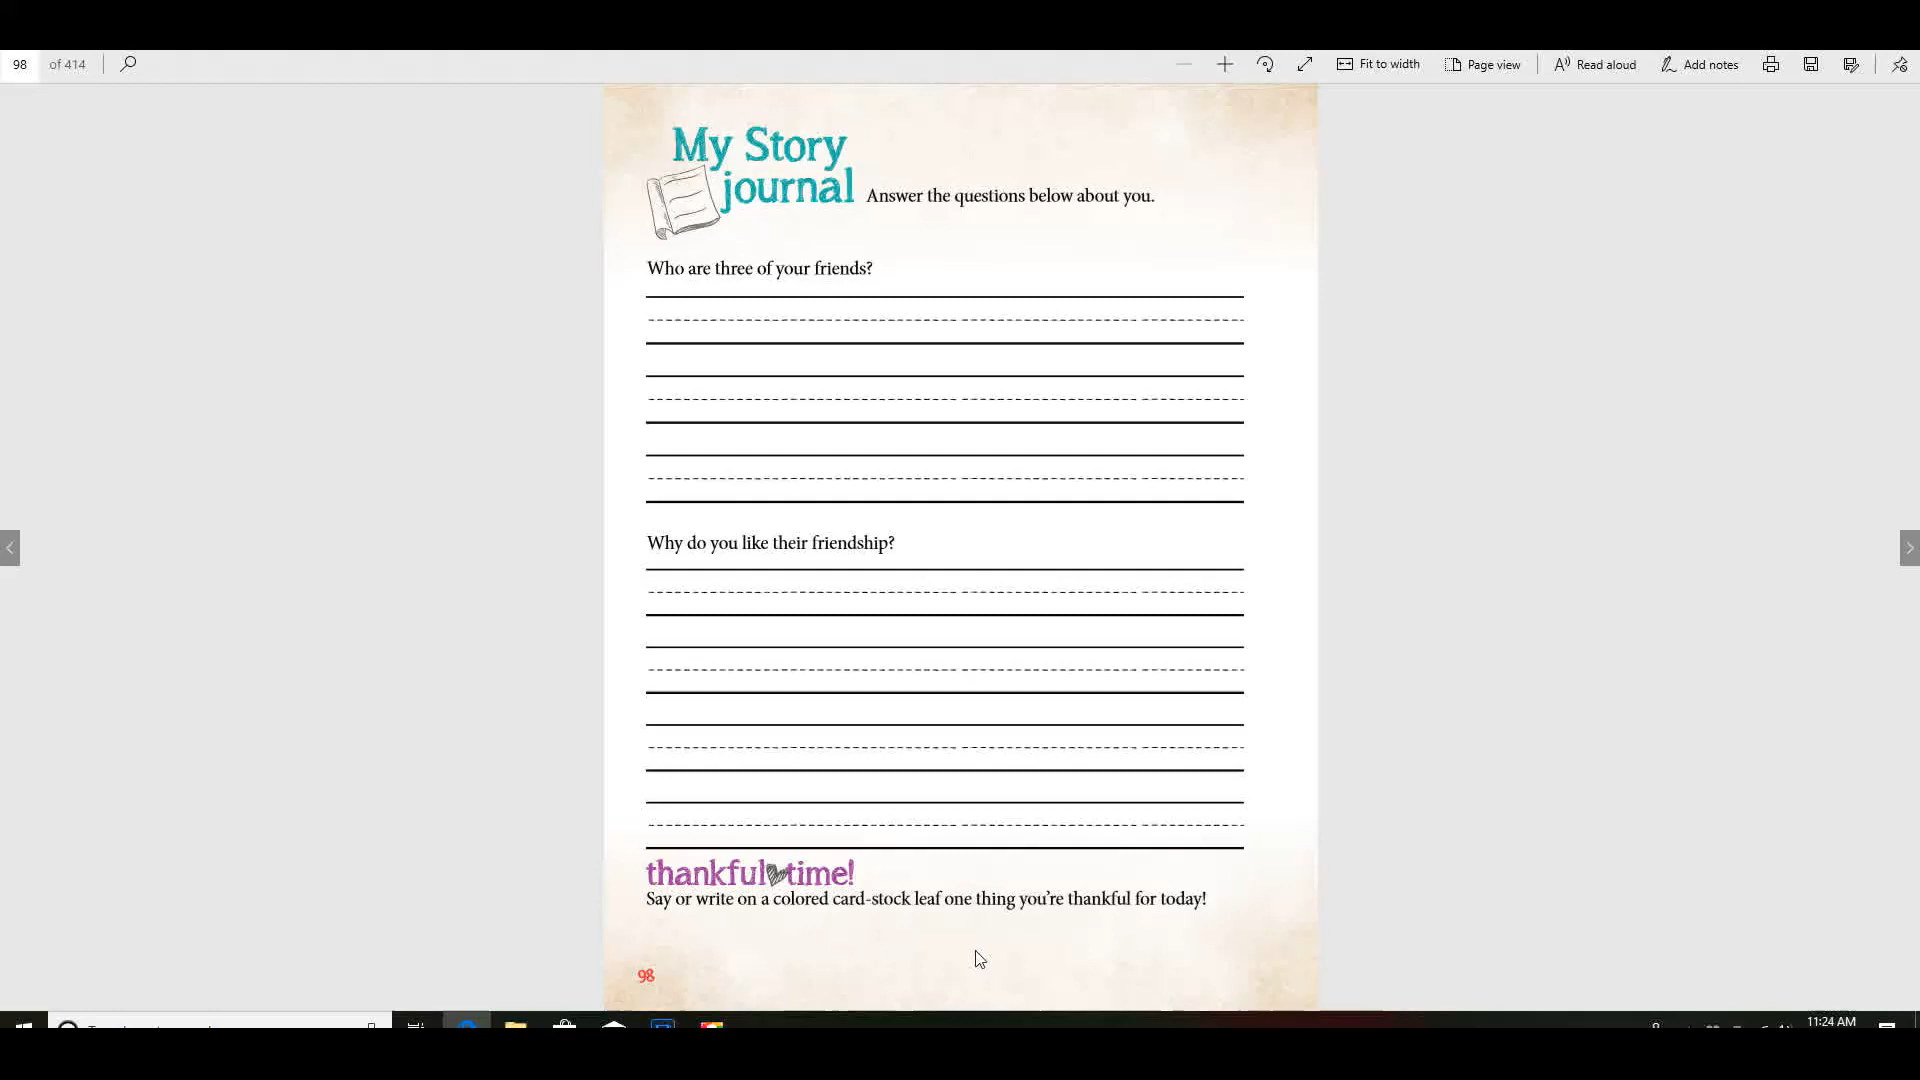 98 of 414 Fit to width Page view Read aloud Add notes
My Story
journal Answer the questions below about you.
Who are three of your friends?
Why do you like their friendship?
thankful time!
Say or write on a colored card-stock leaf one thing you're thankful for today!
98
11:24 AM